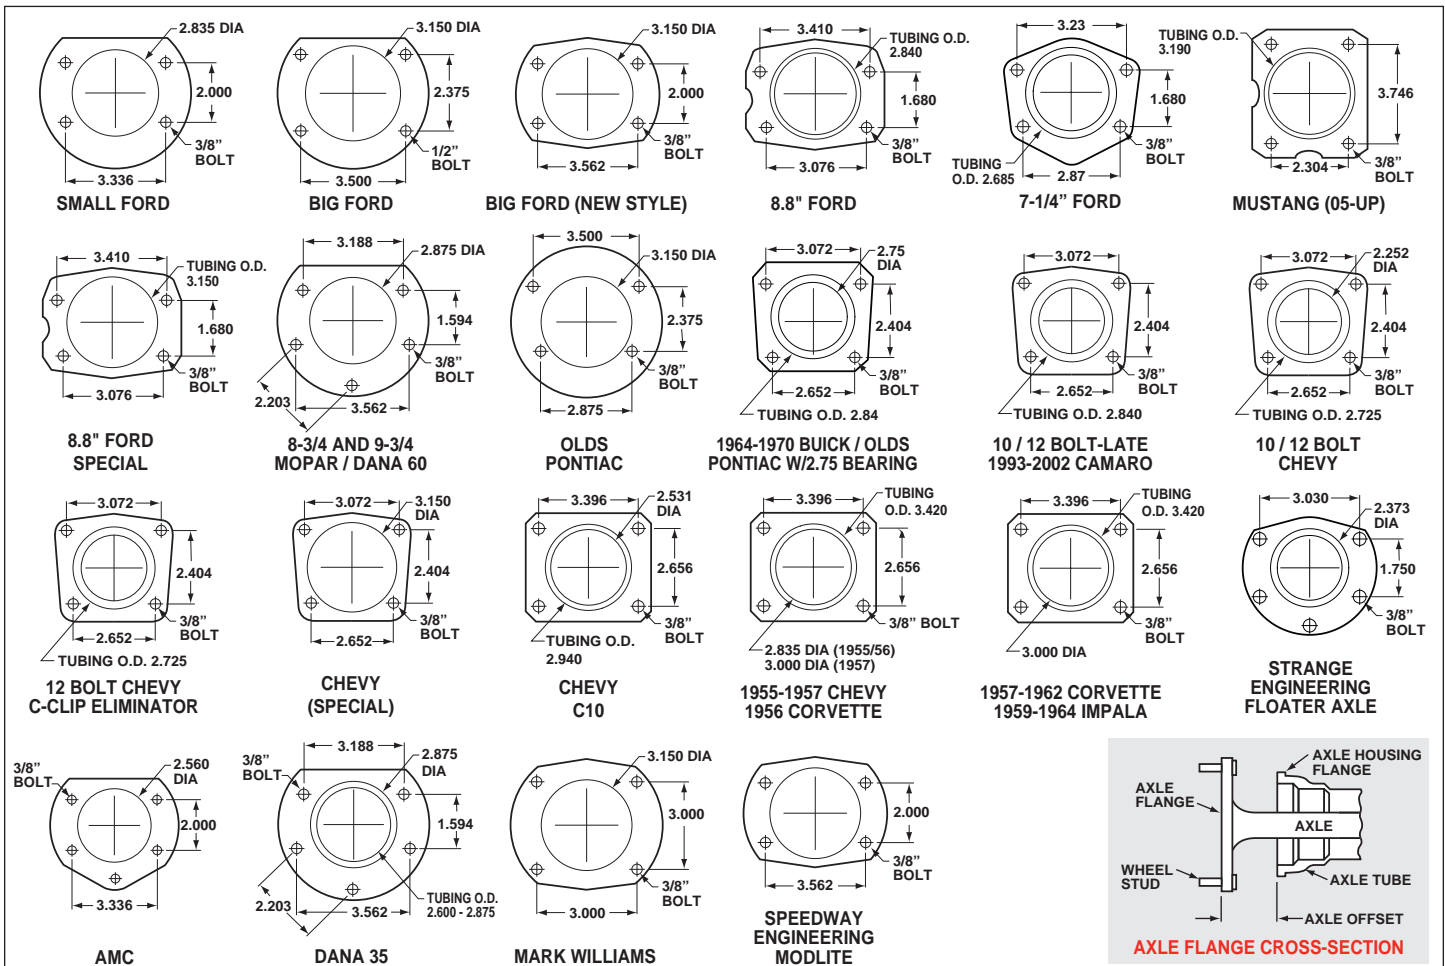 2.835 DIA
2.000
3/8”
BOLT
3.336
SMALL FORD
3.150 DIA
2.375
1/2”
BOLT
3.500
BIG FORD
3.150 DIA
2.000
3/8”
BOLT
3.562
BIG FORD (NEW STYLE)
3.410
TUBING O.D.
2.840
1.680
3/8”
BOLT
3.076
8.8" FORD
3.23
1.680
3/8”
BOLT
TUBING
O.D. 2.685
2.87
7-1/4” FORD
TUBING O.D.
3.190
3.746
3/8”
BOLT
2.304
MUSTANG (05-UP)
3.410
TUBING O.D.
3.150
1.680
3/8”
BOLT
3.076
8.8" FORD
SPECIAL
3.188
2.875 DIA
1.594
3/8”
BOLT
2.203
3.562
8-3/4 AND 9-3/4
MOPAR / DANA 60
3.500
3.150 DIA
2.375
3/8”
BOLT
2.875
OLDS
PONTIAC
3.072
2.75
DIA
2.404
3/8”
BOLT
2.652
TUBING O.D. 2.84
1964-1970 BUICK / OLDS
PONTIAC W/2.75 BEARING
3.072
2.404
3/8”
BOLT
2.652
TUBING O.D. 2.840
10 / 12 BOLT-LATE
1993-2002 CAMARO
3.072
2.252
DIA
2.404
3/8”
BOLT
2.652
TUBING O.D. 2.725
10 / 12 BOLT
CHEVY
3.072
2.404
3/8”
BOLT
2.652
TUBING O.D. 2.725
12 BOLT CHEVY
C-CLIP ELIMINATOR
3.072
3.150
DIA
2.404
3/8”
BOLT
2.652
CHEVY
(SPECIAL)
3.396
2.531
DIA
2.656
3/8”
BOLT
TUBING O.D.
2.940
CHEVY
C10
3.396
TUBING
O.D. 3.420
2.656
3/8” BOLT
2.835 DIA (1955/56)
3.000 DIA (1957)
1955-1957 CHEVY
1956 CORVETTE
3.396
TUBING
O.D. 3.420
2.656
3/8”
BOLT
3.000 DIA
1957-1962 CORVETTE
1959-1964 IMPALA
3.030
2.373
DIA
1.750
3/8”
BOLT
STRANGE
ENGINEERING
FLOATER AXLE
3/8”
BOLT
2.560
DIA
2.000
3.336
AMC
3/8”
BOLT
3.188
2.875
DIA
1.594
2.203
3.562
TUBING O.D.
2.600 - 2.875
DANA 35
3.150 DIA
3.000
3/8”
BOLT
3.000
MARK WILLIAMS
2.000
3/8”
BOLT
3.562
SPEEDWAY
ENGINEERING
MODLITE
AXLE HOUSING
FLANGE
AXLE
FLANGE
AXLE
WHEEL
STUD
AXLE TUBE
AXLE OFFSET
AXLE FLANGE CROSS-SECTION